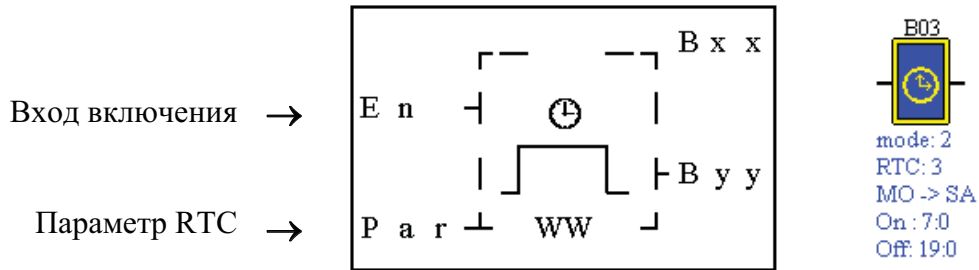 B x x
B03
Вход включения → E n
mode: 2
RTC: 3
B y y
MO -> SA
Параметр RTC → P a r
WW
On : 7:0
Off: 19:0